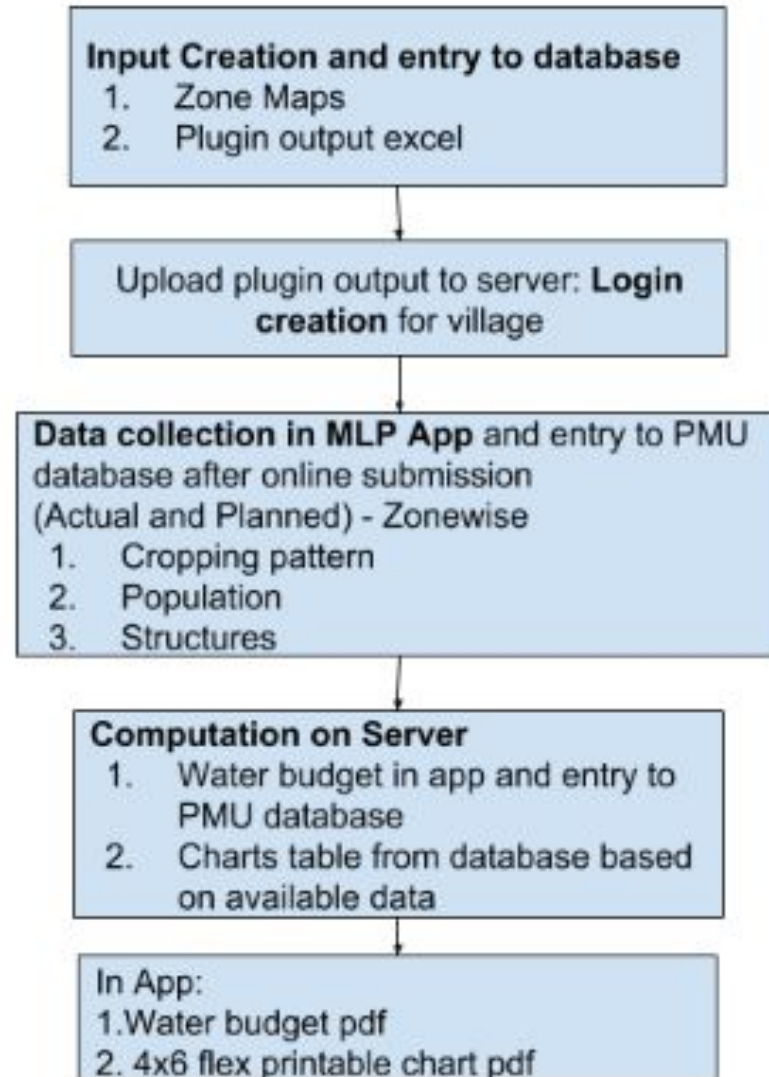 Input Creation and entry to database
1. Zone Maps
2. Plugin output excel
Upload plugin output to server: Login
creation for village
Data collection in MLP App and entry to PMU
database after online submission
(Actual and Planned) - Zonewise
1. Cropping pattern
2. Population
3. Structures
Computation on Server
1. Water budget in app and entry to
PMU database
2. Charts table from database based
on available data
In App:
1.Water budget pdf
2. 4x6 flex printable chart pdf